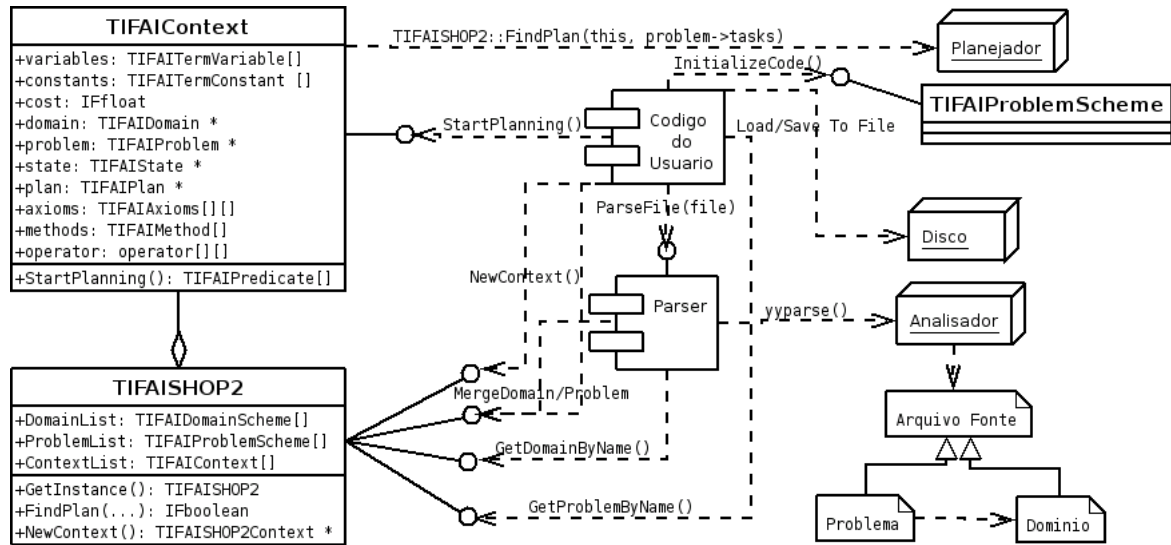 TIFAIContext
+variables: TIFAITermVariable[]
+constants: TIFAITermConstant []
+cost: IFfloat
+domain: TIFAIDomain *
+problem: TIFAIProblem *
+state: TIFAIState *
+plan: TIFAIPlan *
+axioms: TIFAIAxioms[][]
+methods: TIFAIMethod[]
+operator: operator[][]
+StartPlanning(): TIFAIPredicate[]
TIFAISHOP2::FindPlan(this, problem->tasks)
Planejador
InitializeCode()
TIFAIProblemScheme
StartPlanning()
Codigo
do
Usuario
Load/Save To File
ParseFile(file)
Disco
NewContext()
Parser
yyparse()
Analisador
MergeDomain/Problem
TIFAISHOP2
+DomainList: TIFAIDomainScheme[]
+ProblemList: TIFAIProblemScheme[]
+ContextList: TIFAIContext[]
+GetInstance(): TIFAISHOP2
+FindPlan(...): IFboolean
+NewContext(): TIFAISHOP2Context *
GetDomainByName()
GetProblemByName()
Arquivo Fonte
Problema
Dominio